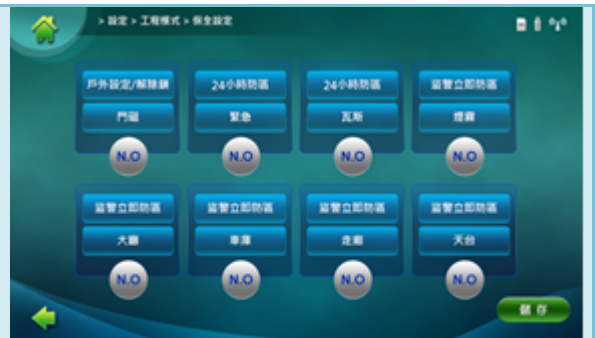 > 設定 > 工程模式 > 保全設定
戶外設定/解除鎖
門磁
N.O
24小時防區
緊急
N.O
24小時防區
瓦斯
N.O
盜警立即防區
煙霧
N.O
盜警立即防區
大廳
N.O
盜警立即防區
車庫
N.O
盜警立即防區
走廊
N.O
盜警立即防區
天台
N.O
儲存